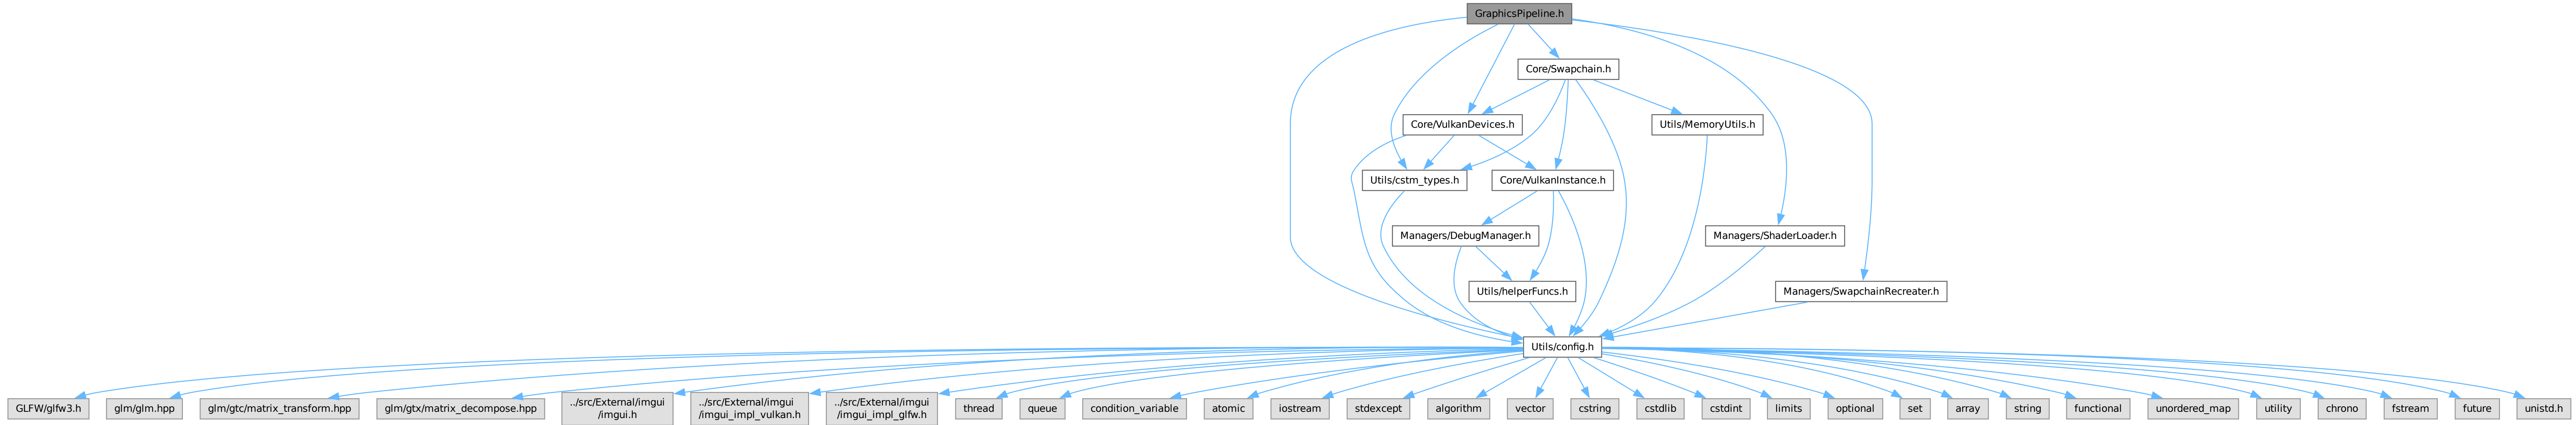 GraphicsPipeline.h
Core/Swapchain.h
Core/VulkanDevices.h
Utils/MemoryUtils.h
Utils/cstm_types.h
Core/VulkanInstance.h
Managers/DebugManager.h
Managers/ShaderLoader.h
Utils/helperFuncs.h
Managers/SwapchainRecreater.h
Utils/config.h
GLFW/glfw3.h
glm/glm.hpp
glm/gtc/matrix_transform.hpp
glm/gtx/matrix_decompose.hpp
../src/External/imgui
/imgui.h
../src/External/imgui
/imgui_impl_vulkan.h
../src/External/imgui
/imgui_impl_glfw.h
thread
queue
condition_variable
atomic
iostream
stdexcept
algorithm
vector
cstring
cstdlib
cstdint
limits
optional
set
array
string
functional
unordered_map
utility
chrono
fstream
future
unistd.h